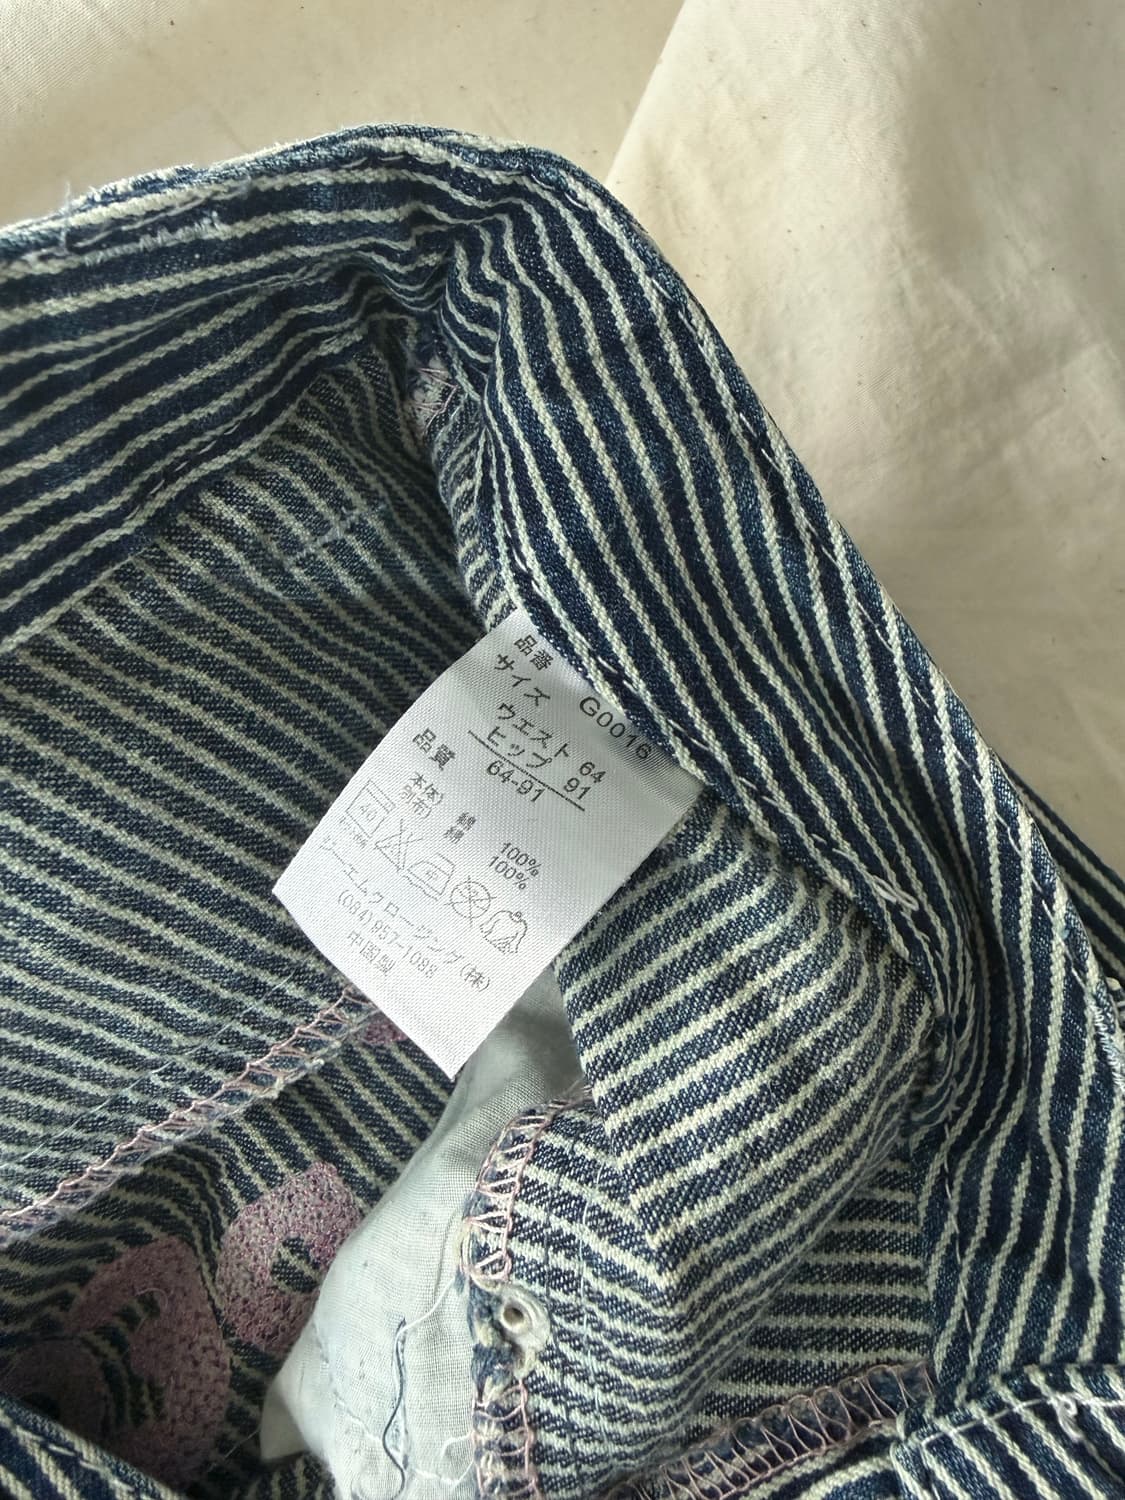 品番 G0016
サイズ
ウエスト 64
ヒップ 91
64-91
品質
本体) 綿 100%
別布) 綿 100%
40
ジーエムクロージング(株)
(084)957-1088
中国製